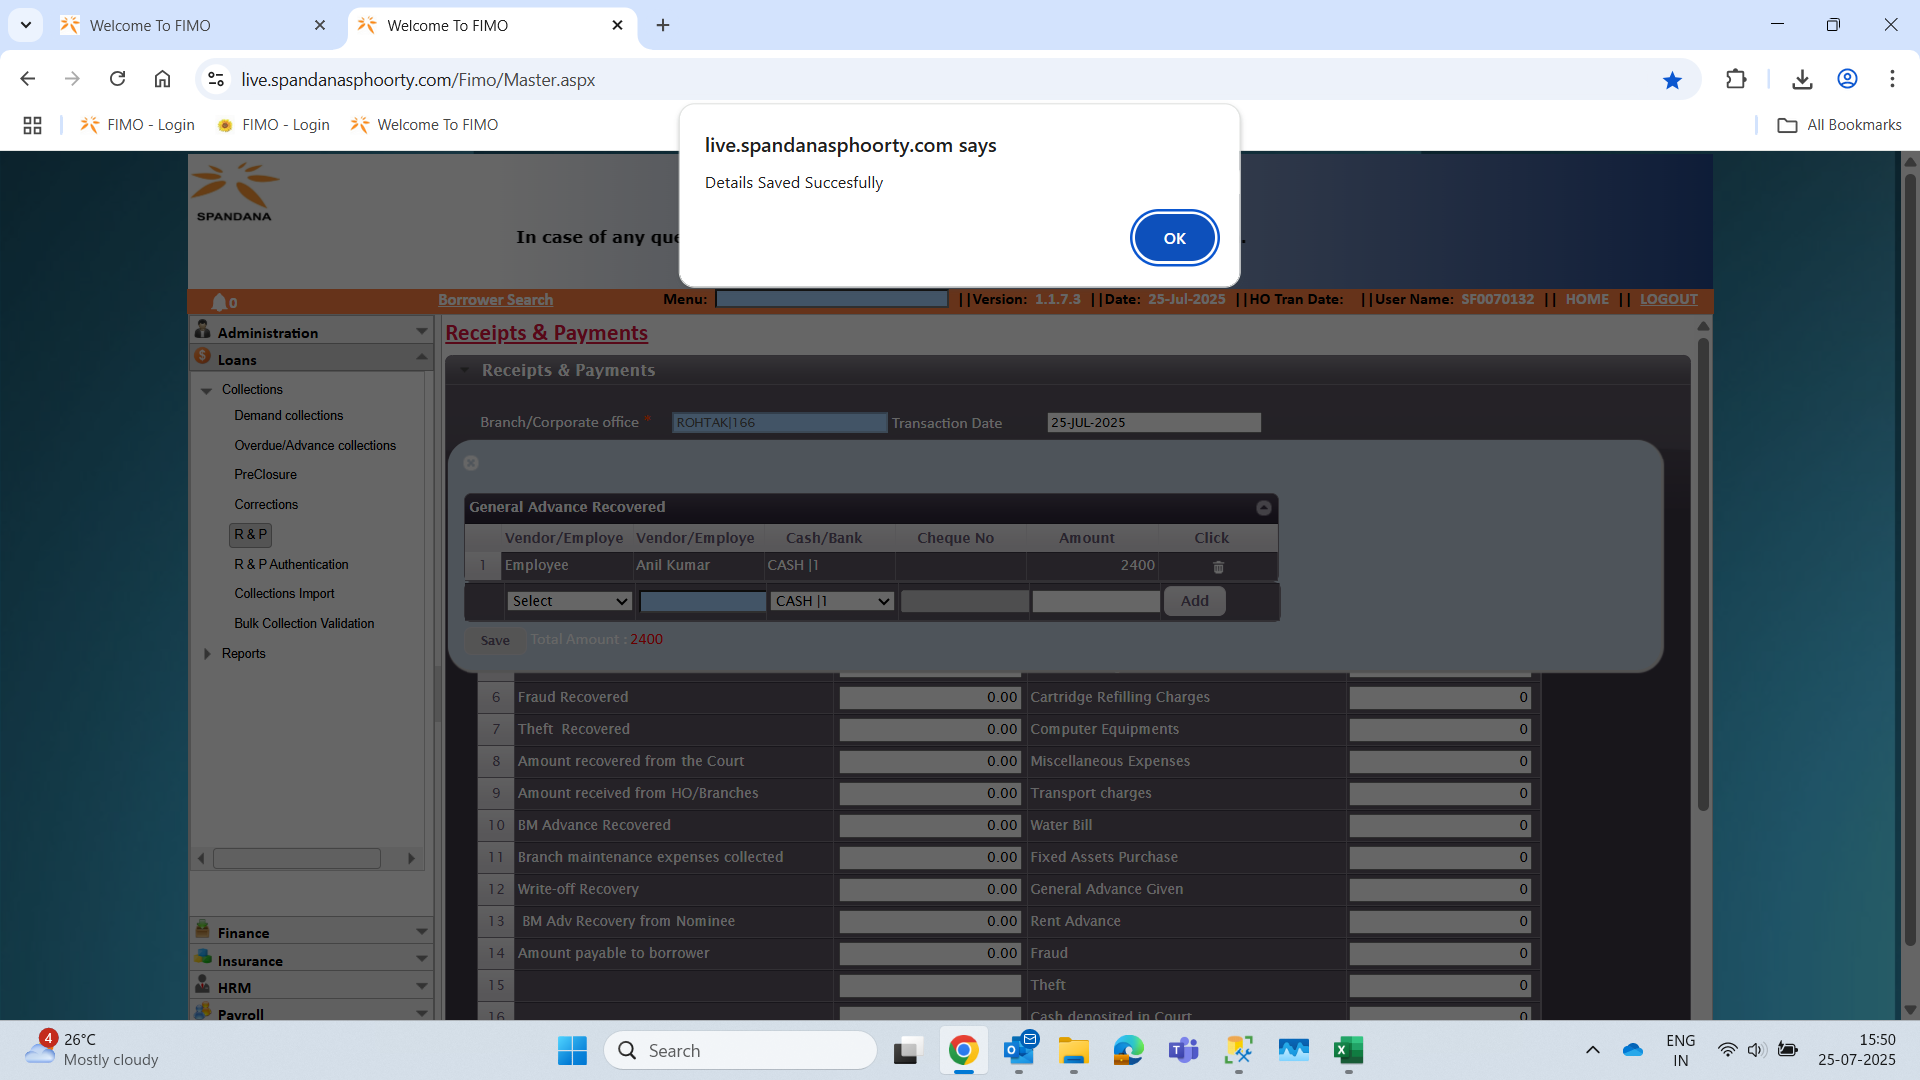 Welcome To FIMO
Welcome To FIMO
live.spandanasphoorty.com/Fimo/Master.aspx
FIMO - Login
FIMO - Login
Welcome To FIMO
All Bookmarks
live.spandanasphoorty.com says
Details Saved Succesfully
OK
SPANDANA
In case of any
0
Borrower Search
Menu:
||Version: 1.1.7.3 ||Date: 25-Jul-2025 ||HO Tran Date: ||User Name: SF0070132 || HOME || LOGOUT
Administration
Loans
Collections
Demand collections
Overdue/Advance collections
PreClosure
Corrections
R & P
R & P Authentication
Collections Import
Bulk Collection Validation
Reports
Finance
Insurance
HRM
Payroll
Receipts & Payments
Receipts & Payments
Branch/Corporate office * ROHTAK|166 Transaction Date 25-JUL-2025
General Advance Recovered
Vendor/Employe Vendor/Employe Cash/Bank Cheque No Amount Click
1 Employee Anil Kumar CASH |1 2400
Select CASH |1 Add
Save Total Amount : 2400
6 Fraud Recovered 0.00 Cartridge Refilling Charges 0
7 Theft Recovered 0.00 Computer Equipments 0
8 Amount recovered from the Court 0.00 Miscellaneous Expenses 0
9 Amount received from HO/Branches 0.00 Transport charges 0
10 BM Advance Recovered 0.00 Water Bill 0
11 Branch maintenance expenses collected 0.00 Fixed Assets Purchase 0
12 Write-off Recovery 0.00 General Advance Given 0
13 BM Adv Recovery from Nominee 0.00 Rent Advance 0
14 Amount payable to borrower 0.00 Fraud 0
15 Theft 0
16 Cash deposited in Court 0
4
26°C
Mostly cloudy
Search
ENG
IN
15:50
25-07-2025